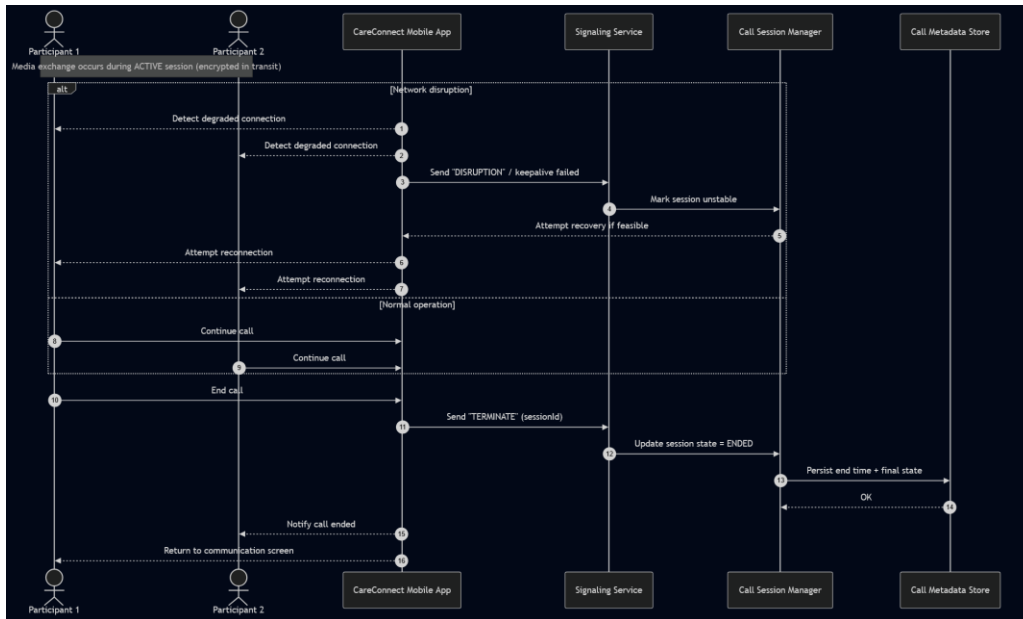 Participant 1
Participant 2
CareConnect Mobile App
Signaling Service
Call Session Manager
Call Metadata Store
Media exchange occurs during ACTIVE session (encrypted in transit)
alt
[Network disruption]
Detect degraded connection
1
Detect degraded connection
2
Send "DISRUPTION" / keepalive failed
3
Mark session unstable
4
Attempt recovery if feasible
5
Attempt reconnection
6
Attempt reconnection
7
[Normal operation]
Continue call
8
Continue call
9
End call
10
Send "TERMINATE" (sessionId)
11
Update session state = ENDED
12
Persist end time + final state
13
OK
14
Notify call ended
15
Return to communication screen
16
Participant 1
Participant 2
CareConnect Mobile App
Signaling Service
Call Session Manager
Call Metadata Store